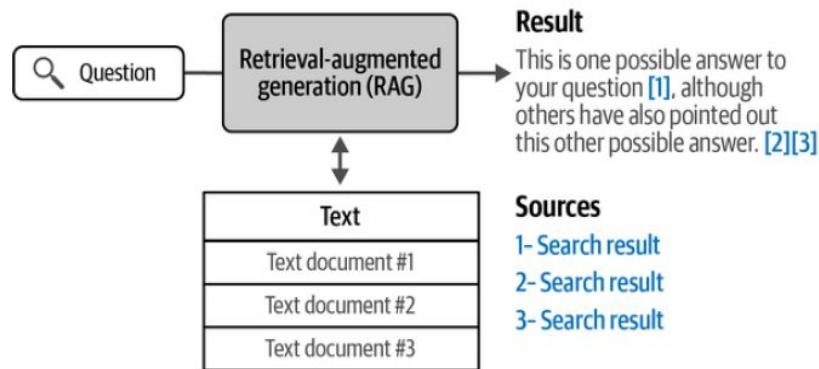 Question
Retrieval-augmented
generation (RAG)
Result
This is one possible answer to
your question [1], although
others have also pointed out
this other possible answer. [2][3]
Text
Text document #1
Text document #2
Text document #3
Sources
1- Search result
2- Search result
3- Search result